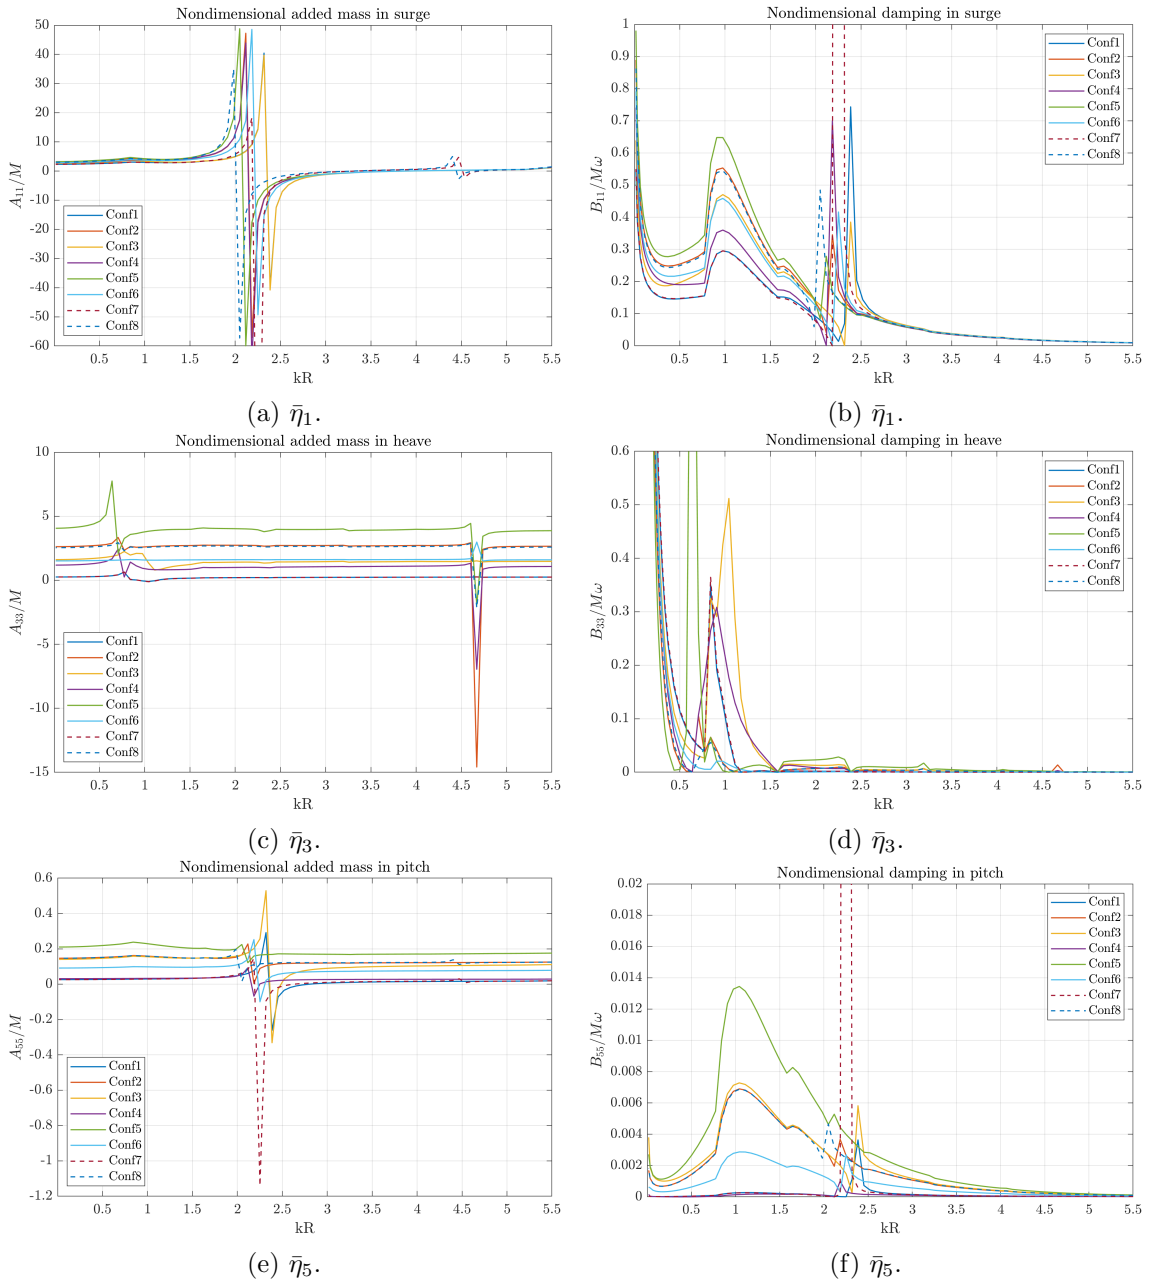 Nondimensional added mass in surge
50
40
30
20
10
0
-10
-20
-30
-40
-50
-60
A11/M
Conf1
Conf2
Conf3
Conf4
Conf5
Conf6
Conf7
Conf8
0.5 1 1.5 2 2.5 3 3.5 4 4.5 5 5.5
kR
(a) η̄1.
Nondimensional damping in surge
1
0.9
0.8
0.7
0.6
0.5
0.4
0.3
0.2
0.1
0
B11/Mω
Conf1
Conf2
Conf3
Conf4
Conf5
Conf6
Conf7
Conf8
0.5 1 1.5 2 2.5 3 3.5 4 4.5 5 5.5
kR
(b) η̄1.
Nondimensional added mass in heave
10
5
0
-5
-10
-15
A33/M
Conf1
Conf2
Conf3
Conf4
Conf5
Conf6
Conf7
Conf8
0.5 1 1.5 2 2.5 3 3.5 4 4.5 5 5.5
kR
(c) η̄3.
Nondimensional damping in heave
0.6
0.5
0.4
0.3
0.2
0.1
0
B33/Mω
Conf1
Conf2
Conf3
Conf4
Conf5
Conf6
Conf7
Conf8
0.5 1 1.5 2 2.5 3 3.5 4 4.5 5 5.5
kR
(d) η̄3.
Nondimensional added mass in pitch
0.6
0.4
0.2
0
-0.2
-0.4
-0.6
-0.8
-1
-1.2
A55/M
Conf1
Conf2
Conf3
Conf4
Conf5
Conf6
Conf7
Conf8
0.5 1 1.5 2 2.5 3 3.5 4 4.5 5 5.5
kR
(e) η̄5.
Nondimensional damping in pitch
0.02
0.018
0.016
0.014
0.012
0.01
0.008
0.006
0.004
0.002
0
B55/Mω
Conf1
Conf2
Conf3
Conf4
Conf5
Conf6
Conf7
Conf8
0.5 1 1.5 2 2.5 3 3.5 4 4.5 5 5.5
kR
(f) η̄5.